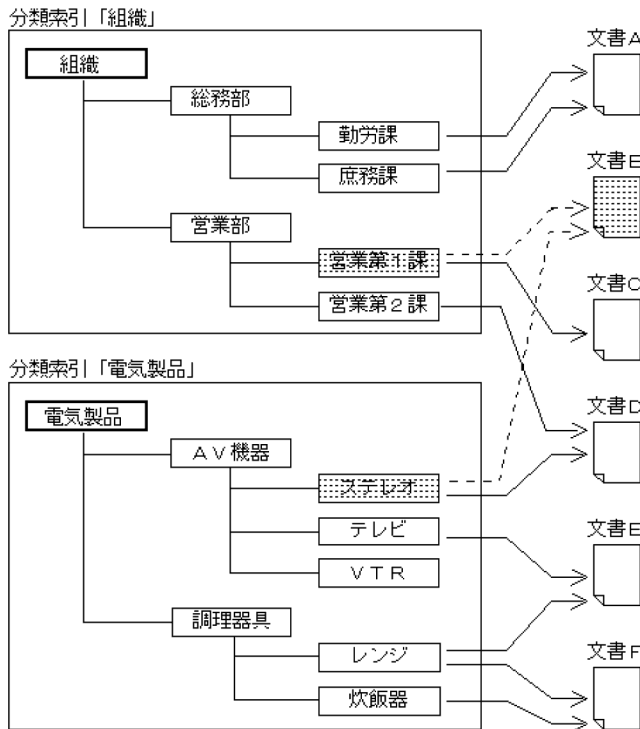 分類索引「組織」
組織
総務部
勤労課
庶務課
営業部
営業第1課
営業第2課
分類索引「電気製品」
電気製品
AV機器
ステレオ
テレビ
VTR
調理器具
レンジ
炊飯器
文書A
文書B
文書C
文書D
文書E
文書F